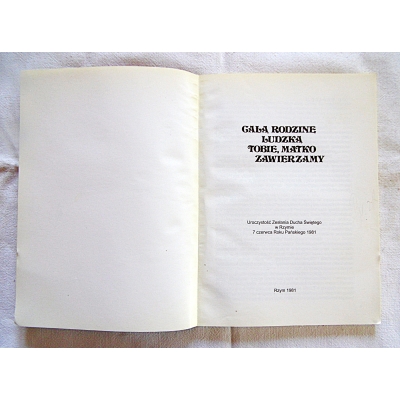 CAŁĄ RODZINĘ
LUDZKĄ
TOBIE, MATKO
ZAWIERZAMY
Uroczystość Zesłania Ducha Świętego
w Rzymie
7 czerwca Roku Pańskiego 1981
Rzym 1981